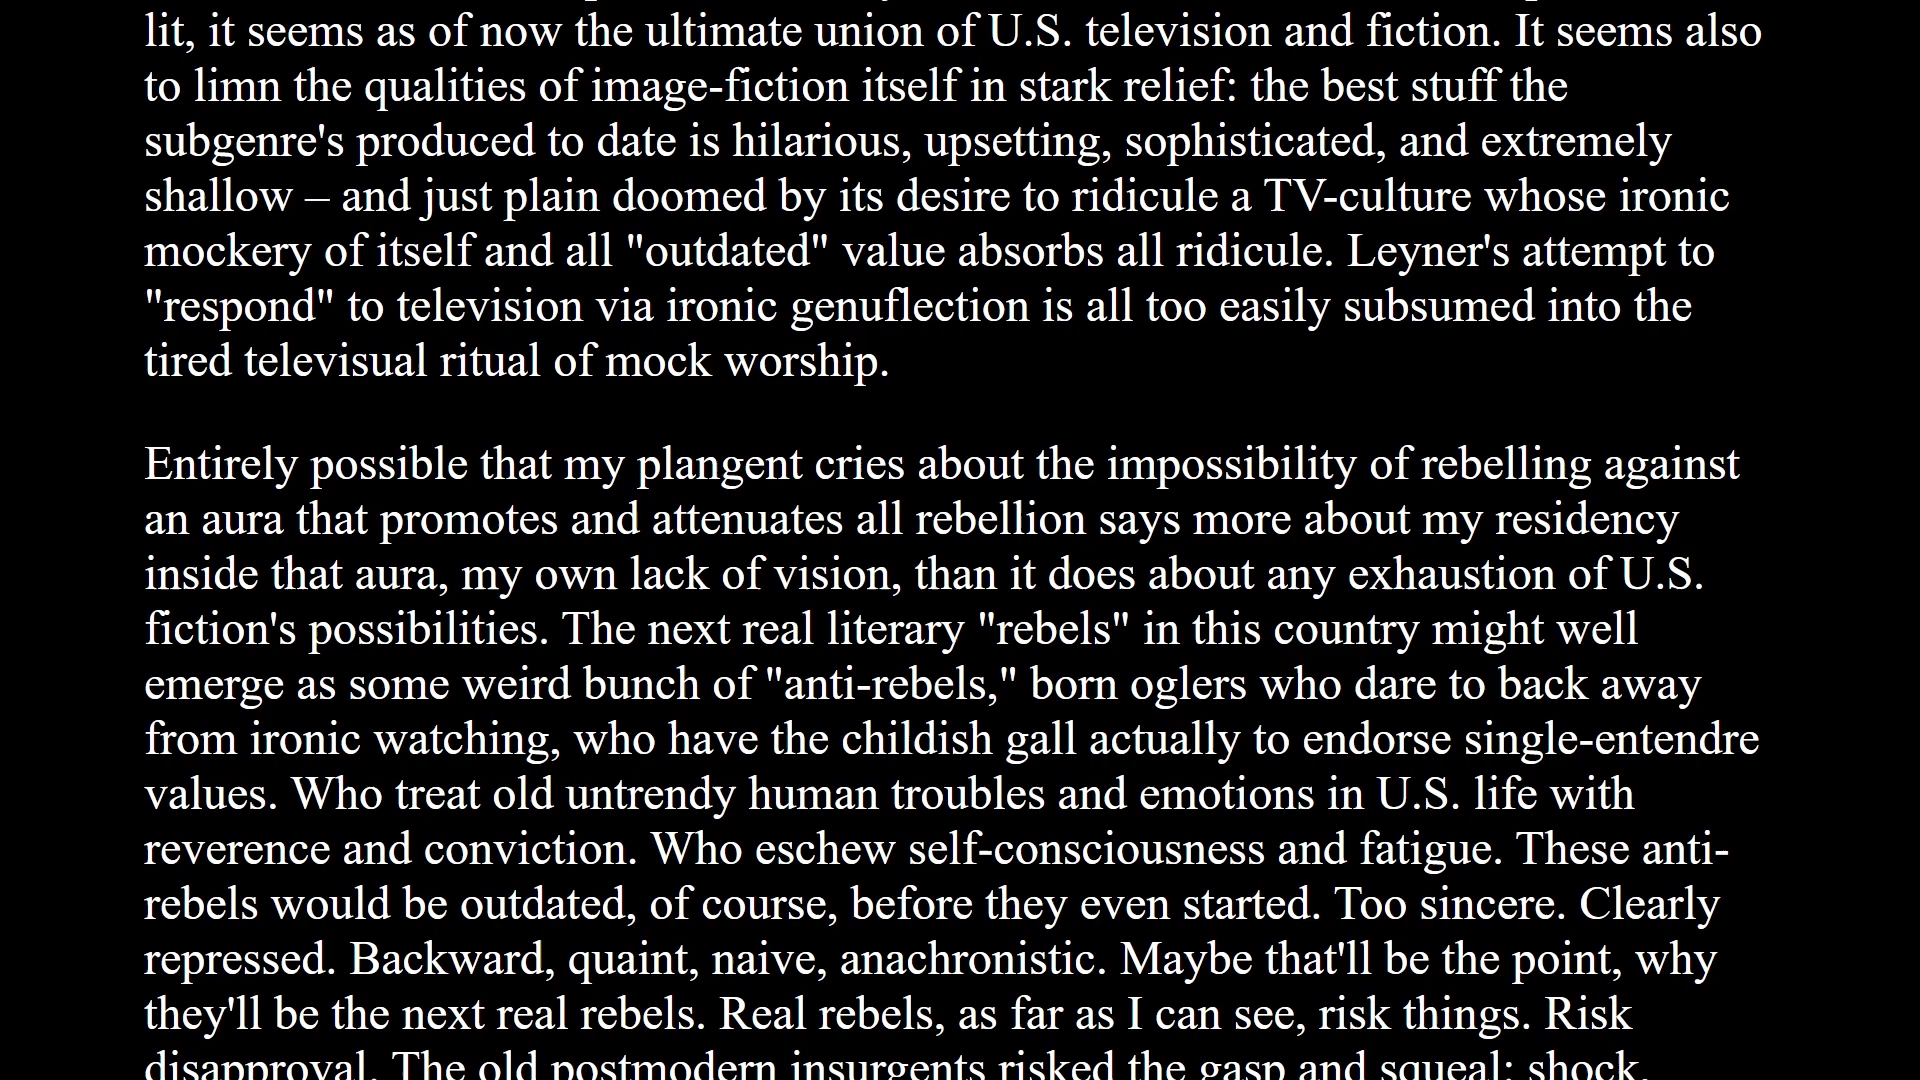 lit, it seems as of now the ultimate union of U.S. television and fiction. It seems also
to limn the qualities of image-fiction itself in stark relief: the best stuff the
subgenre's produced to date is hilarious, upsetting, sophisticated, and extremely
shallow – and just plain doomed by its desire to ridicule a TV-culture whose ironic
mockery of itself and all "outdated" value absorbs all ridicule. Leyner's attempt to
"respond" to television via ironic genuflection is all too easily subsumed into the
tired televisual ritual of mock worship.
Entirely possible that my plangent cries about the impossibility of rebelling against
an aura that promotes and attenuates all rebellion says more about my residency
inside that aura, my own lack of vision, than it does about any exhaustion of U.S.
fiction's possibilities. The next real literary "rebels" in this country might well
emerge as some weird bunch of "anti-rebels," born oglers who dare to back away
from ironic watching, who have the childish gall actually to endorse single-entendre
values. Who treat old untrendy human troubles and emotions in U.S. life with
reverence and conviction. Who eschew self-consciousness and fatigue. These anti-
rebels would be outdated, of course, before they even started. Too sincere. Clearly
repressed. Backward, quaint, naive, anachronistic. Maybe that'll be the point, why
they'll be the next real rebels. Real rebels, as far as I can see, risk things. Risk
disapproval. The old postmodern insurgents risked the gasp and squeal: shock,